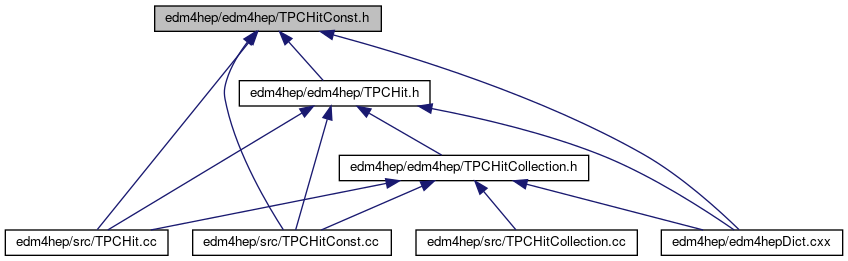 edm4hep/edm4hep/TPCHitConst.h
edm4hep/edm4hep/TPCHit.h
edm4hep/edm4hep/TPCHitCollection.h
edm4hep/src/TPCHit.cc
edm4hep/src/TPCHitConst.cc
edm4hep/src/TPCHitCollection.cc
edm4hep/edm4hepDict.cxx